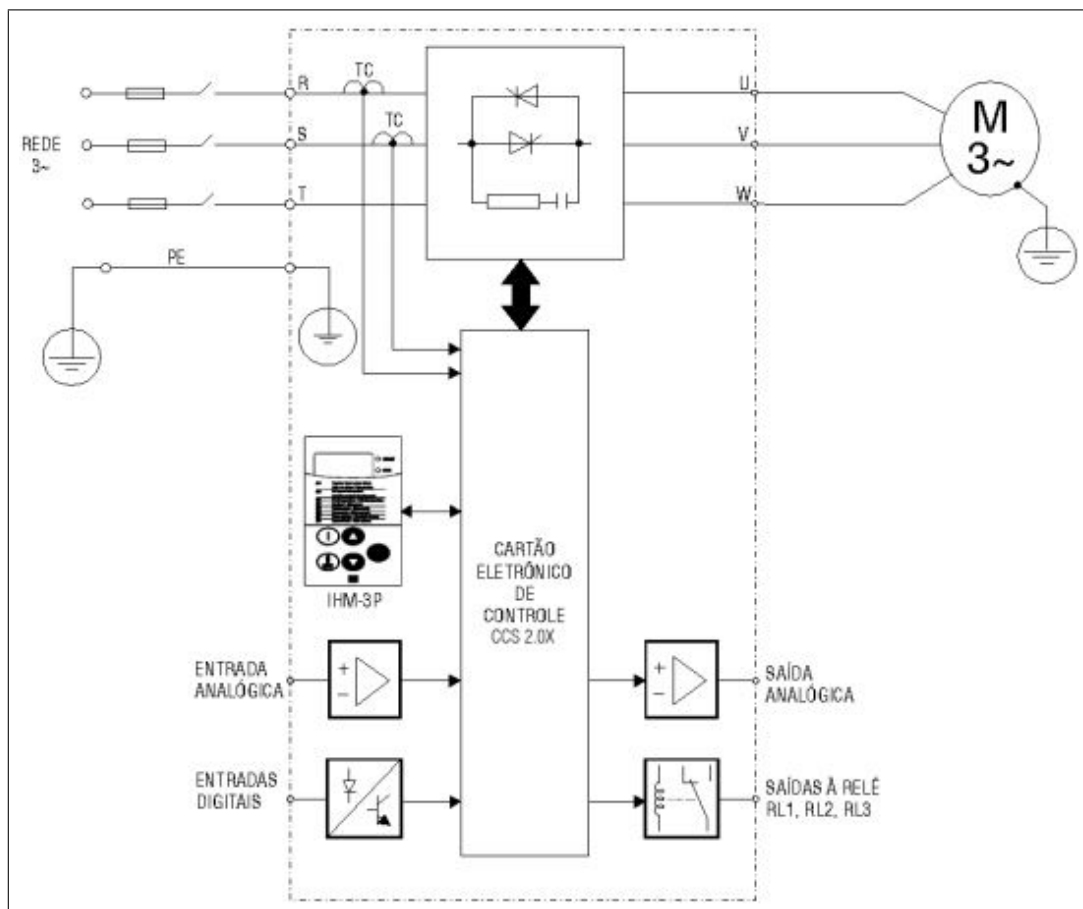 R
TC
S
TC
T
REDE
3~
PE
U
V
W
M
3~
IHM-3P
CARTÃO
ELETRÔNICO
DE
CONTROLE
CCS 2.0X
ENTRADA
ANALÓGICA
+
−
+
−
SAÍDA
ANALÓGICA
ENTRADAS
DIGITAIS
SAÍDAS À RELÊ
RL1, RL2, RL3